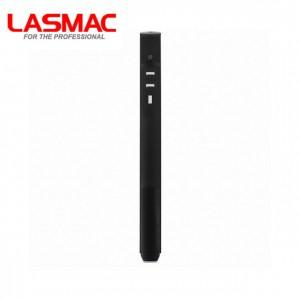 LASMAC
FOR THE PROFESSIONAL